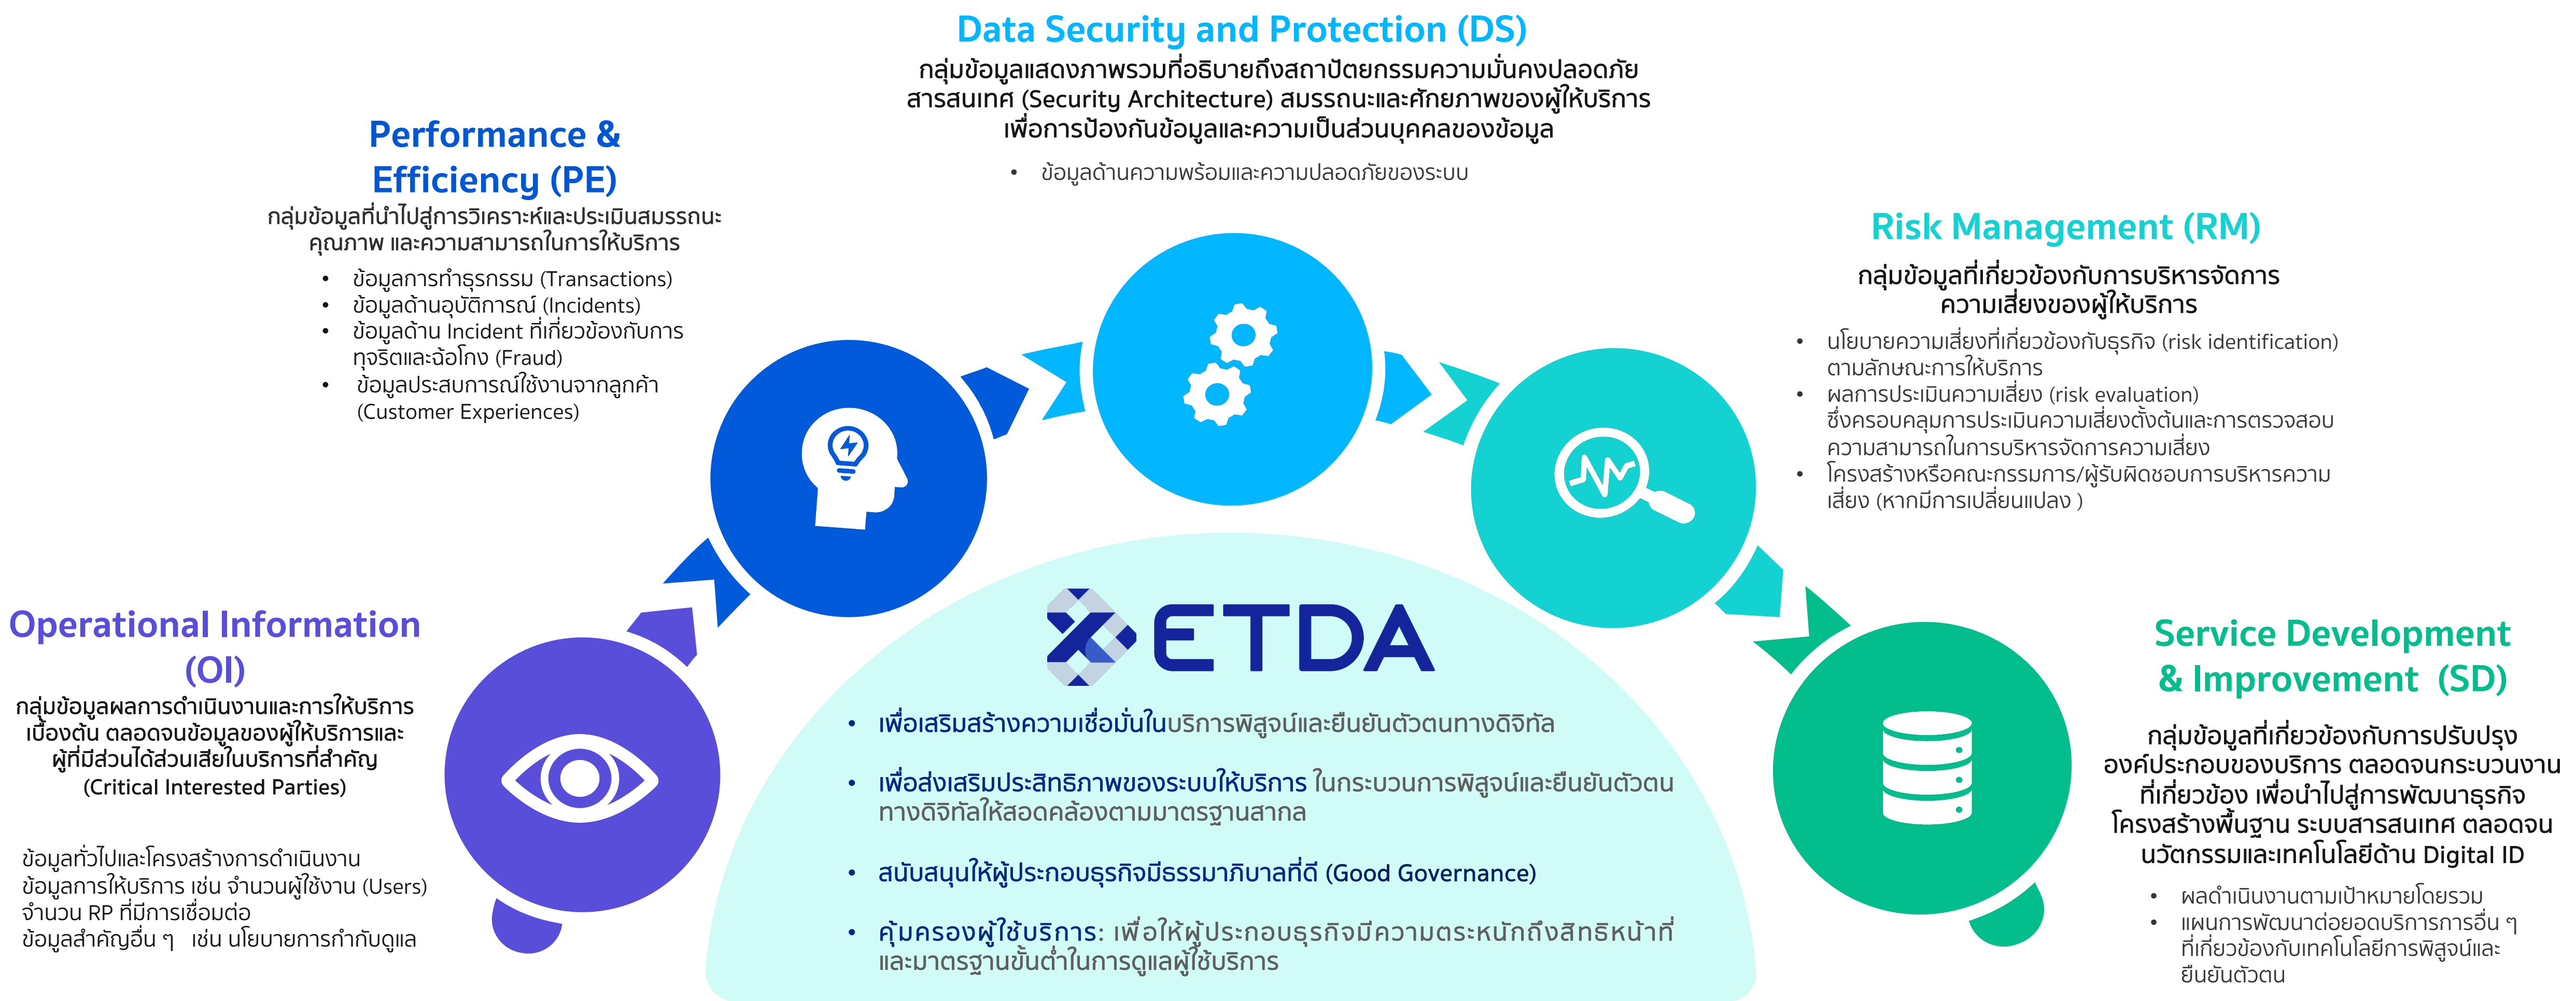 Data Security and Protection (DS)
กลุ่มข้อมูลแสดงภาพรวมที่อธิบายถึงสถาปัตยกรรมความมั่นคงปลอดภัย
สารสนเทศ (Security Architecture) สมรรถนะและศักยภาพของผู้ให้บริการ
เพื่อการป้องกันข้อมูลและความเป็นส่วนบุคคลของข้อมูล
• ข้อมูลด้านความพร้อมและความปลอดภัยของระบบ
Performance &
Efficiency (PE)
กลุ่มข้อมูลที่นำไปสู่การวิเคราะห์และประเมินสมรรถนะ
คุณภาพ และความสามารถในการให้บริการ
• ข้อมูลการทำธุรกรรม (Transactions)
• ข้อมูลด้านอุบัติการณ์ (Incidents)
• ข้อมูลด้าน Incident ที่เกี่ยวข้องกับการ
ทุจริตและฉ้อโกง (Fraud)
• ข้อมูลประสบการณ์ใช้งานจากลูกค้า
(Customer Experiences)
Risk Management (RM)
กลุ่มข้อมูลที่เกี่ยวข้องกับการบริหารจัดการ
ความเสี่ยงของผู้ให้บริการ
• นโยบายความเสี่ยงที่เกี่ยวข้องกับธุรกิจ (risk identification)
ตามลักษณะการให้บริการ
• ผลการประเมินความเสี่ยง (risk evaluation)
ซึ่งครอบคลุมการประเมินความเสี่ยงตั้งต้นและการตรวจสอบ
ความสามารถในการบริหารจัดการความเสี่ยง
• โครงสร้างหรือคณะกรรมการ/ผู้รับผิดชอบการบริหารความ
เสี่ยง (หากมีการเปลี่ยนแปลง )
Operational Information
(OI)
กลุ่มข้อมูลผลการดำเนินงานและการให้บริการ
เบื้องต้น ตลอดจนข้อมูลของผู้ให้บริการและ
ผู้ที่มีส่วนได้ส่วนเสียในบริการที่สำคัญ
(Critical Interested Parties)
ข้อมูลทั่วไปและโครงสร้างการดำเนินงาน
ข้อมูลการให้บริการ เช่น จำนวนผู้ใช้งาน (Users)
จำนวน RP ที่มีการเชื่อมต่อ
ข้อมูลสำคัญอื่น ๆ เช่น นโยบายการกำกับดูแล
ETDA
• เพื่อเสริมสร้างความเชื่อมั่นในบริการพิสูจน์และยืนยันตัวตนทางดิจิทัล
• เพื่อส่งเสริมประสิทธิภาพของระบบให้บริการ ในกระบวนการพิสูจน์และยืนยันตัวตน
ทางดิจิทัลให้สอดคล้องตามมาตรฐานสากล
• สนับสนุนให้ผู้ประกอบธุรกิจมีธรรมาภิบาลที่ดี (Good Governance)
• คุ้มครองผู้ใช้บริการ: เพื่อให้ผู้ประกอบธุรกิจมีความตระหนักถึงสิทธิหน้าที่
และมาตรฐานขั้นต่ำในการดูแลผู้ใช้บริการ
Service Development
& Improvement (SD)
กลุ่มข้อมูลที่เกี่ยวข้องกับการปรับปรุง
องค์ประกอบของบริการ ตลอดจนกระบวนงาน
ที่เกี่ยวข้อง เพื่อนำไปสู่การพัฒนาธุรกิจ
โครงสร้างพื้นฐาน ระบบสารสนเทศ ตลอดจน
นวัตกรรมและเทคโนโลยีด้าน Digital ID
• ผลดำเนินงานตามเป้าหมายโดยรวม
• แผนการพัฒนาต่อยอดบริการการอื่น ๆ
ที่เกี่ยวข้องกับเทคโนโลยีการพิสูจน์และ
ยืนยันตัวตน